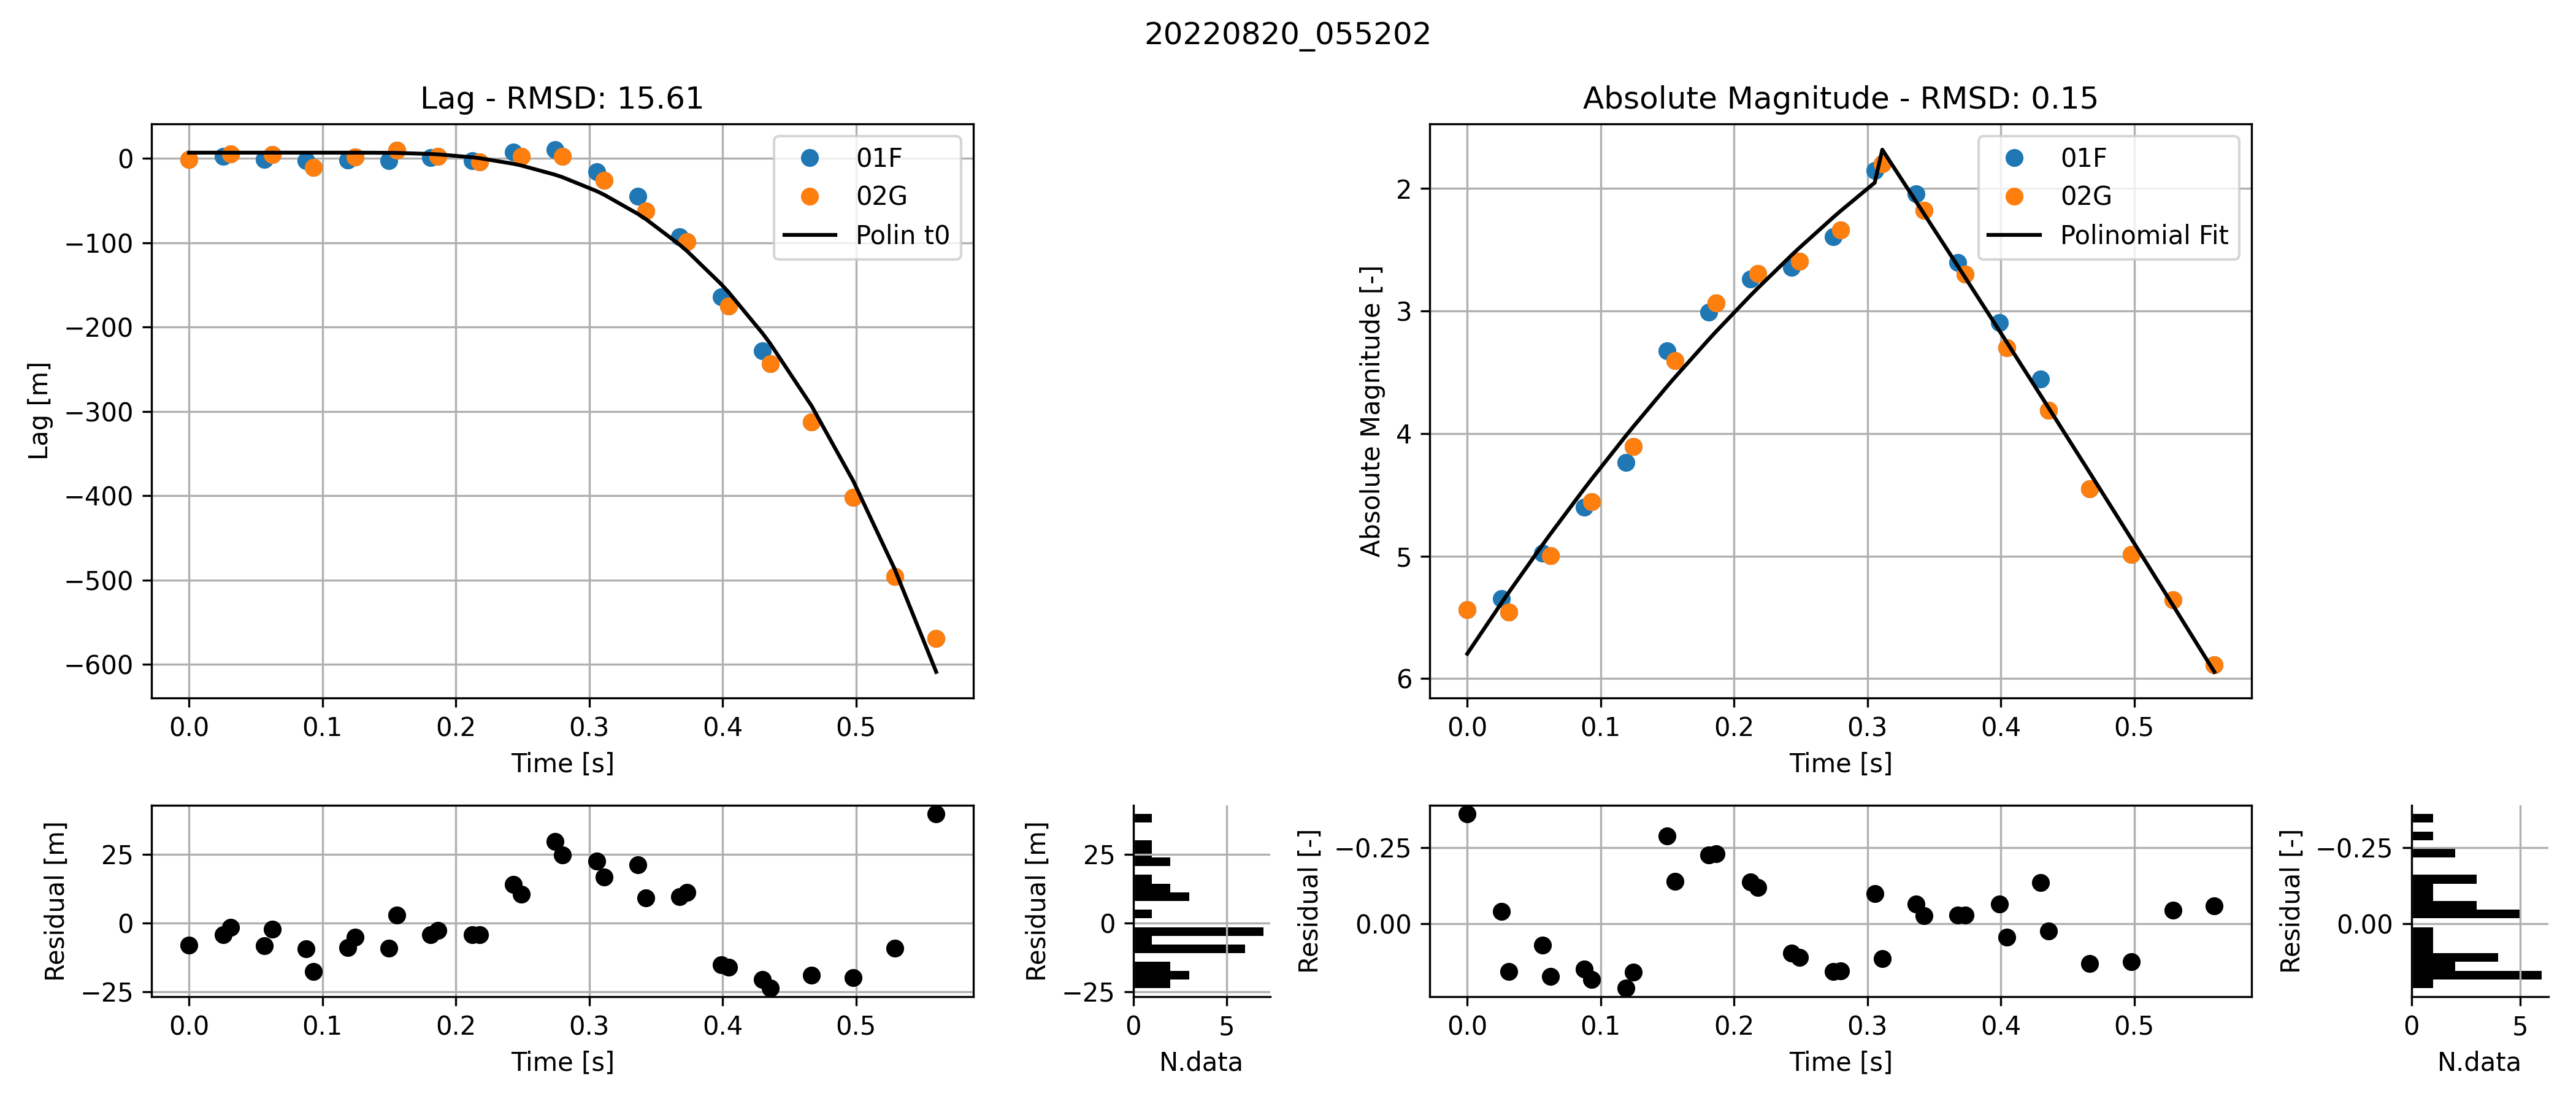 20220820_055202
Lag - RMSD: 15.61
Lag [m]
0
−100
−200
−300
−400
−500
−600
01F
02G
Polin t0
0.0 0.1 0.2 0.3 0.4 0.5
Time [s]
Absolute Magnitude - RMSD: 0.15
Absolute Magnitude [-]
2
3
4
5
6
01F
02G
Polinomial Fit
0.0 0.1 0.2 0.3 0.4 0.5
Time [s]
Residual [m]
25
0
−25
0.0 0.1 0.2 0.3 0.4 0.5
Time [s]
Residual [m]
25
0
−25
0 5
N.data
Residual [-]
−0.25
0.00
0.0 0.1 0.2 0.3 0.4 0.5
Time [s]
Residual [-]
−0.25
0.00
0 5
N.data